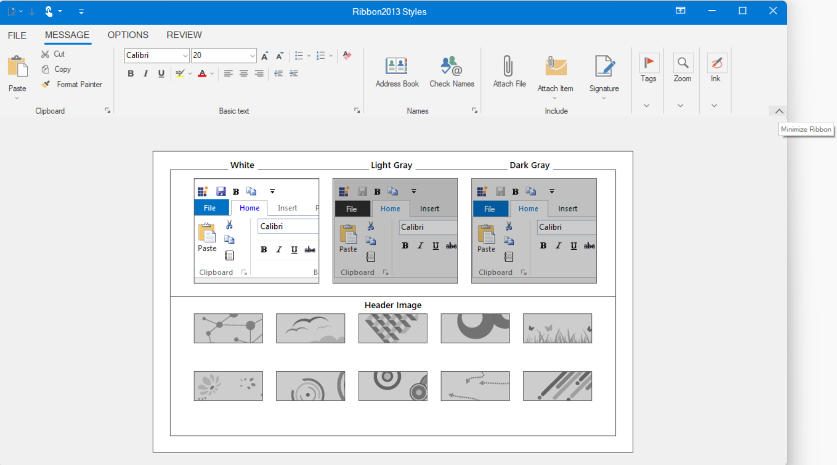 Ribbon2013 Styles
FILE MESSAGE OPTIONS REVIEW
Paste
Cut
Copy
Format Painter
Clipboard
Calibri 20
B I U
Basic text
Address Book Check Names
Names
Attach File Attach Item Signature
Include
Tags
Zoom
Ink
Minimize Ribbon
White Light Gray Dark Gray
B
File Home Insert
Calibri
Paste
B I U abc
Clipboard
B
B
File Home Insert
Calibri
Paste
B I U abc
Clipboard
B
File Home Insert
Calibri
Paste
B I U abc
Clipboard
Header Image